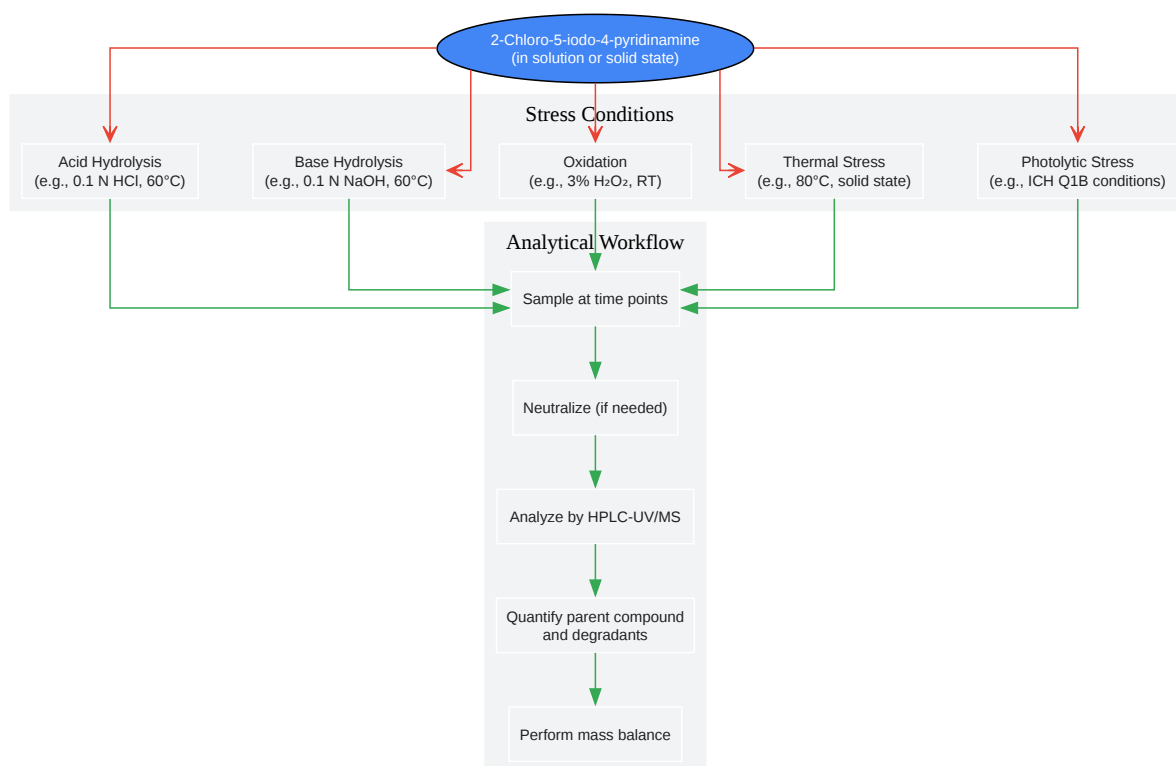 2-Chloro-5-iodo-4-pyridinamine
(in solution or solid state)
Stress Conditions
Acid Hydrolysis
(e.g., 0.1 N HCl, 60°C)
Base Hydrolysis
(e.g., 0.1 N NaOH, 60°C)
Oxidation
(e.g., 3% H₂O₂, RT)
Thermal Stress
(e.g., 80°C, solid state)
Photolytic Stress
(e.g., ICH Q1B conditions)
Analytical Workflow
Sample at time points
Neutralize (if needed)
Analyze by HPLC-UV/MS
Quantify parent compound
and degradants
Perform mass balance